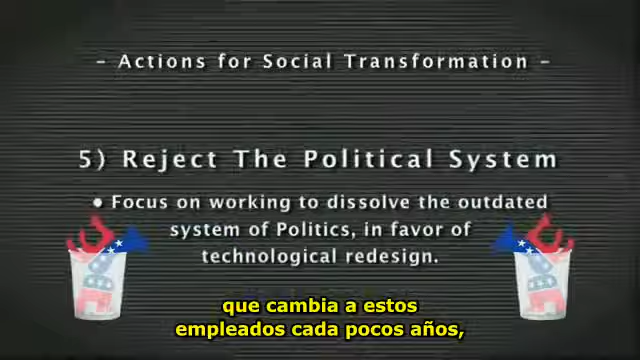 - Actions for Social Transformation -
5) Reject The Political System
● Focus on working to dissolve the outdated
system of Politics, in favor of
technological redesign.
que cambia a estos
empleados cada pocos años,